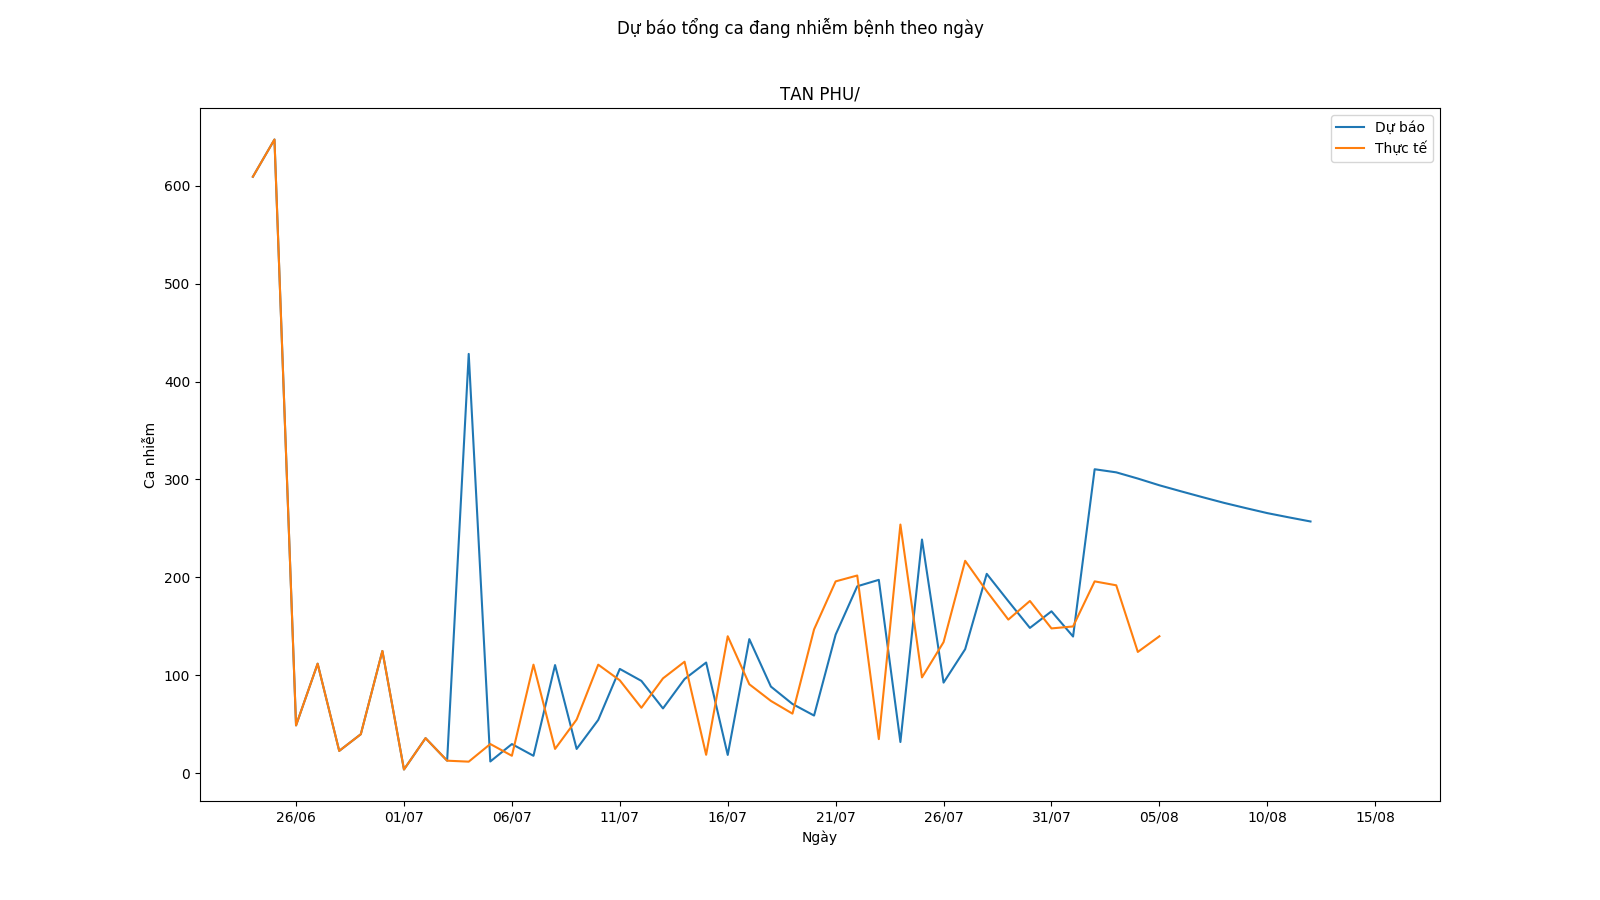 Dự báo tổng ca đang nhiễm bệnh theo ngày
TAN PHU/
Dự báo
Thực tế
600
500
400
300
200
100
0
Ca nhiễm
26/06 01/07 06/07 11/07 16/07 21/07 26/07 31/07 05/08 10/08 15/08
Ngày